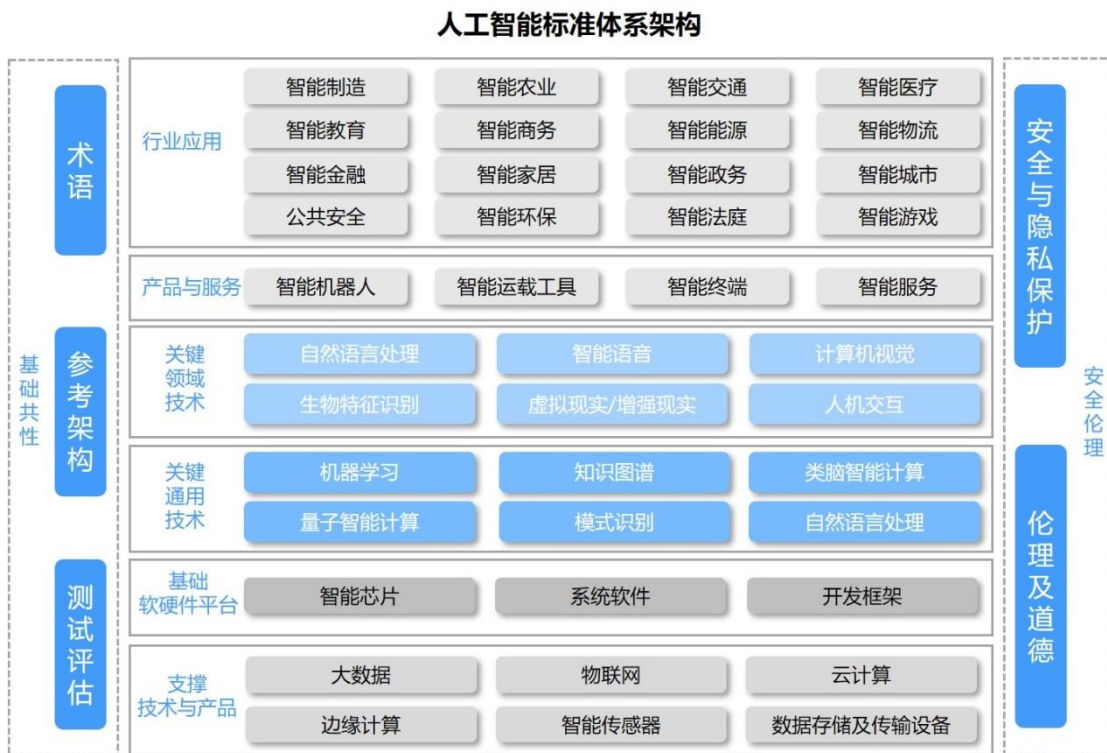 人工智能标准体系架构
基础共性
术语
参考架构
测试评估
行业应用
智能制造 智能农业 智能交通 智能医疗
智能教育 智能商务 智能能源 智能物流
智能金融 智能家居 智能政务 智能城市
公共安全 智能环保 智能法庭 智能游戏
产品与服务
智能机器人 智能运载工具 智能终端 智能服务
关键
领域
技术
自然语言处理 智能语音 计算机视觉
生物特征识别 虚拟现实/增强现实 人机交互
关键
通用
技术
机器学习 知识图谱 类脑智能计算
量子智能计算 模式识别 自然语言处理
基础
软硬件平台
智能芯片 系统软件 开发框架
支撑
技术与产品
大数据 物联网 云计算
边缘计算 智能传感器 数据存储及传输设备
安全与隐私保护
伦理及道德
安全伦理